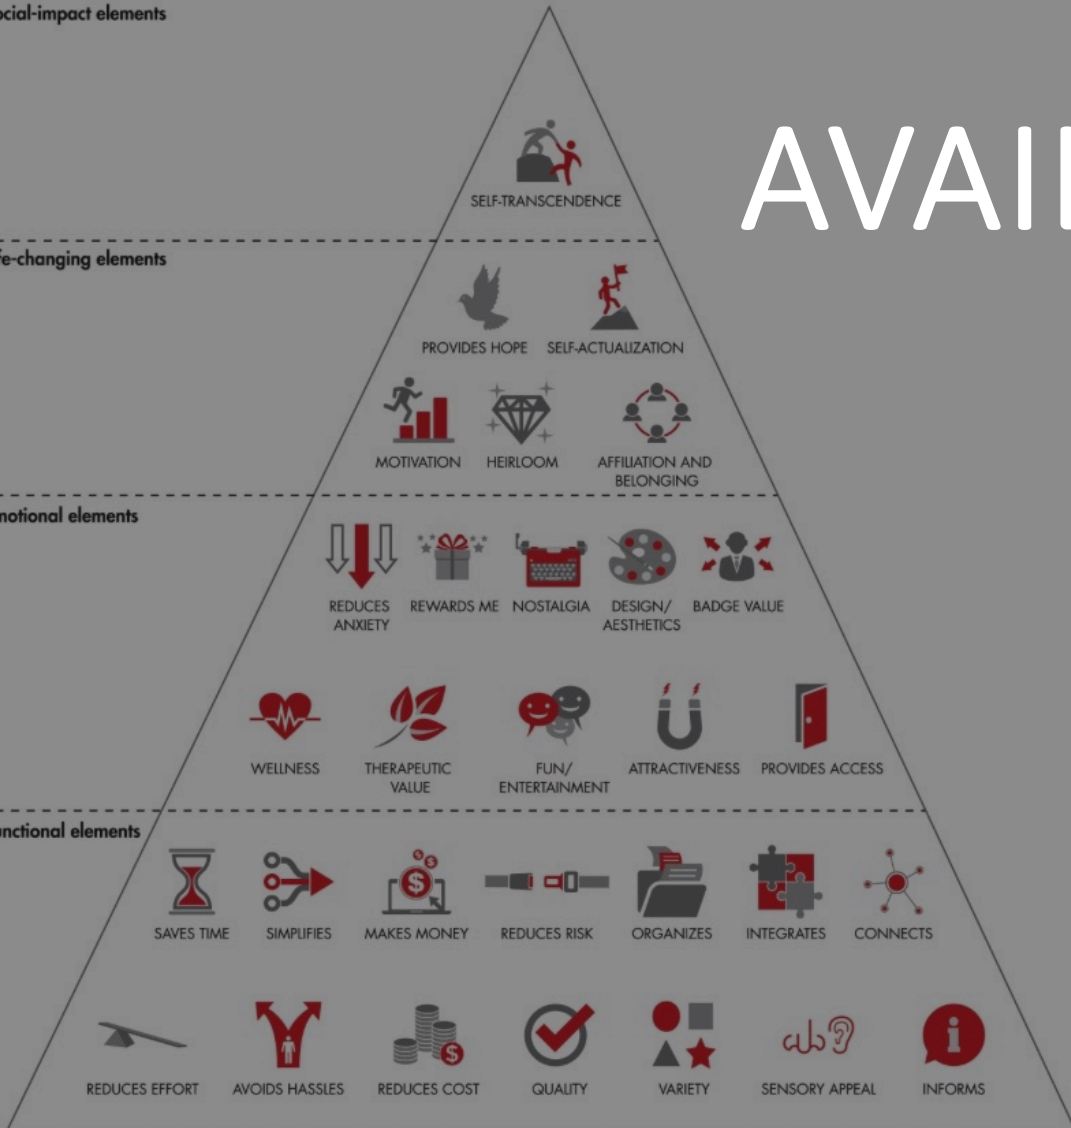 ocial-impact elements
AVAI
SELF-TRANSCENDENCE
fe-changing elements
PROVIDES HOPE SELF-ACTUALIZATION
MOTIVATION HEIRLOOM AFFILIATION AND
BELONGING
motional elements
REDUCES REWARDS ME NOSTALGIA DESIGN/ BADGE VALUE
ANXIETY AESTHETICS
WELLNESS THERAPEUTIC FUN/ ATTRACTIVENESS PROVIDES ACCESS
VALUE ENTERTAINMENT
unctional elements
SAVES TIME SIMPLIFIES MAKES MONEY REDUCES RISK ORGANIZES INTEGRATES CONNECTS
REDUCES EFFORT AVOIDS HASSLES REDUCES COST QUALITY VARIETY SENSORY APPEAL INFORMS